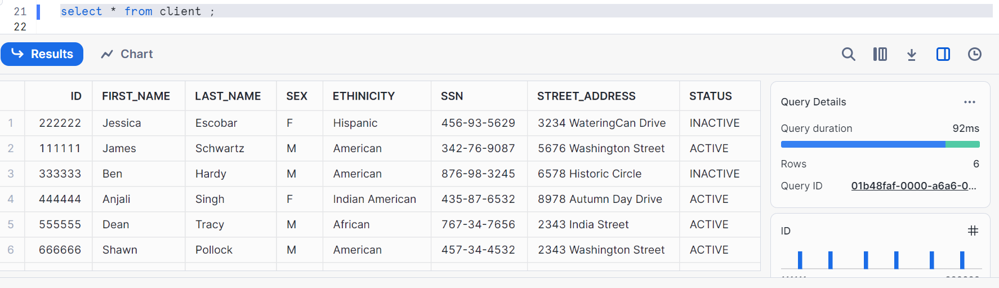 21 select * from client ;
22
Results Chart
ID FIRST_NAME LAST_NAME SEX ETHINICITY SSN STREET_ADDRESS STATUS
1 222222 Jessica Escobar F Hispanic 456-93-5629 3234 WateringCan Drive INACTIVE
2 111111 James Schwartz M American 342-76-9087 5676 Washington Street ACTIVE
3 333333 Ben Hardy M American 876-98-3245 6578 Historic Circle INACTIVE
4 444444 Anjali Singh F Indian American 435-87-6532 8978 Autumn Day Drive ACTIVE
5 555555 Dean Tracy M African 767-34-7656 2343 India Street ACTIVE
6 666666 Shawn Pollock M American 457-34-4532 2343 Washington Street ACTIVE
Query Details ...
Query duration 92ms
Rows 6
Query ID 01b48faf-0000-a6a6-0...
ID #